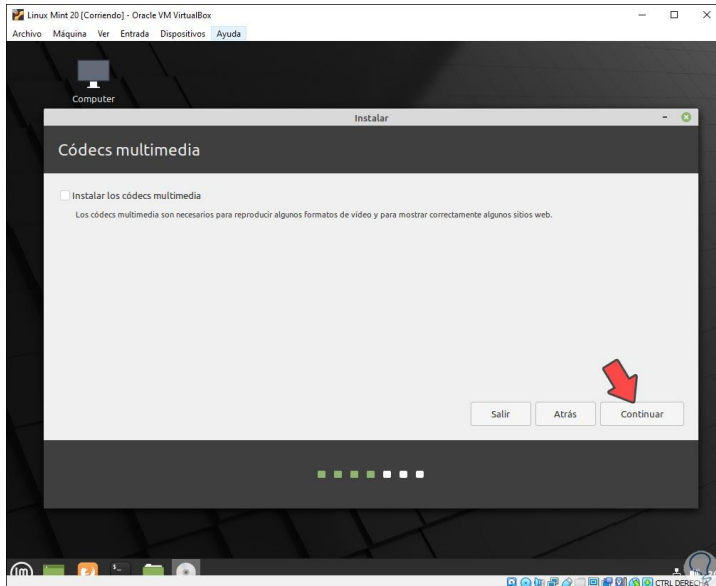 Linux Mint 20 [Corriendo] - Oracle VM VirtualBox
Archivo Máquina Ver Entrada Dispositivos Ayuda
Computer
Instalar
Códecs multimedia
Instalar los códecs multimedia
Los códecs multimedia son necesarios para reproducir algunos formatos de vídeo y para mostrar correctamente algunos sitios web.
Salir Atrás Continuar
lm
$_
CTRL DERECHA